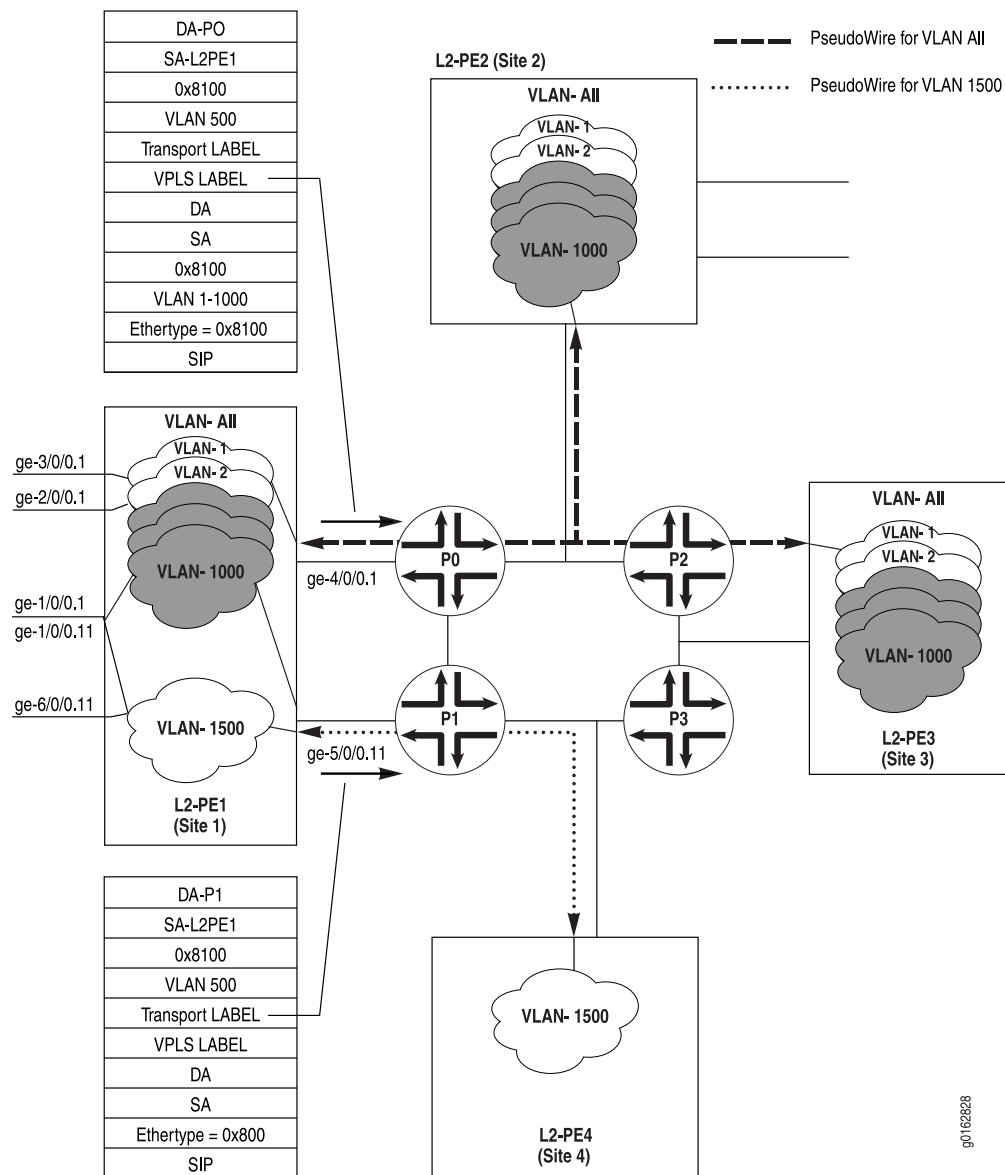 DA-PO
SA-L2PE1
0x8100
VLAN 500
Transport LABEL
VPLS LABEL
DA
SA
0x8100
VLAN 1-1000
Ethertype = 0x8100
SIP
PseudoWire for VLAN All
PseudoWire for VLAN 1500
L2-PE2 (Site 2)
VLAN- All
VLAN- 1
VLAN- 2
VLAN- 1000
VLAN- All
VLAN- 1
VLAN- 2
VLAN- 1000
ge-3/0/0.1
ge-2/0/0.1
ge-1/0/0.1
ge-1/0/0.11
ge-6/0/0.11
VLAN- 1500
L2-PE1
(Site 1)
ge-4/0/0.1
P0
P2
P1
P3
ge-5/0/0.11
VLAN- All
VLAN- 1
VLAN- 2
VLAN- 1000
L2-PE3
(Site 3)
DA-P1
SA-L2PE1
0x8100
VLAN 500
Transport LABEL
VPLS LABEL
DA
SA
Ethertype = 0x800
SIP
VLAN- 1500
L2-PE4
(Site 4)
g0162828